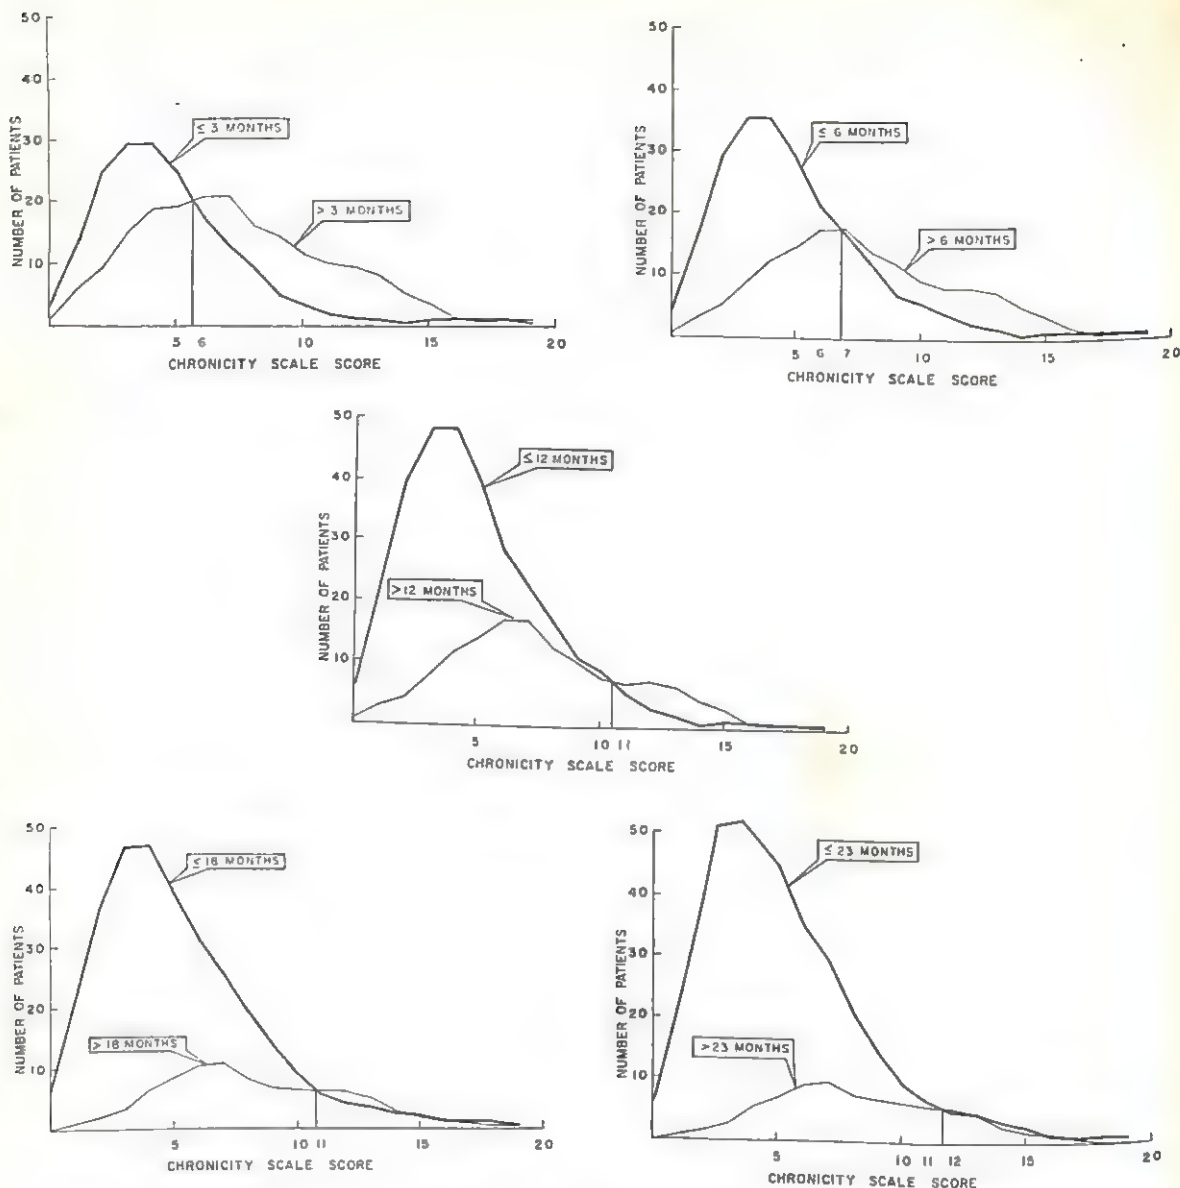 50
40
30
20
10
NUMBER OF PATIENTS
≤ 3 MONTHS
> 3 MONTHS
5 6 10 15 20
CHRONICITY SCALE SCORE
50
40
30
20
10
NUMBER OF PATIENTS
≤ 6 MONTHS
> 6 MONTHS
5 6 7 10 15 20
CHRONICITY SCALE SCORE
50
40
30
20
10
NUMBER OF PATIENTS
≤12 MONTHS
>12 MONTHS
5 10 11 15 20
CHRONICITY SCALE SCORE
50
40
30
20
10
NUMBER OF PATIENTS
≤ 18 MONTHS
> 18 MONTHS
5 10 11 15 20
CHRONICITY SCALE SCORE
50
40
30
20
10
NUMBER OF PATIENTS
≤ 23 MONTHS
>23 MONTHS
5 10 11 12 15 20
CHRONICITY SCALE SCORE